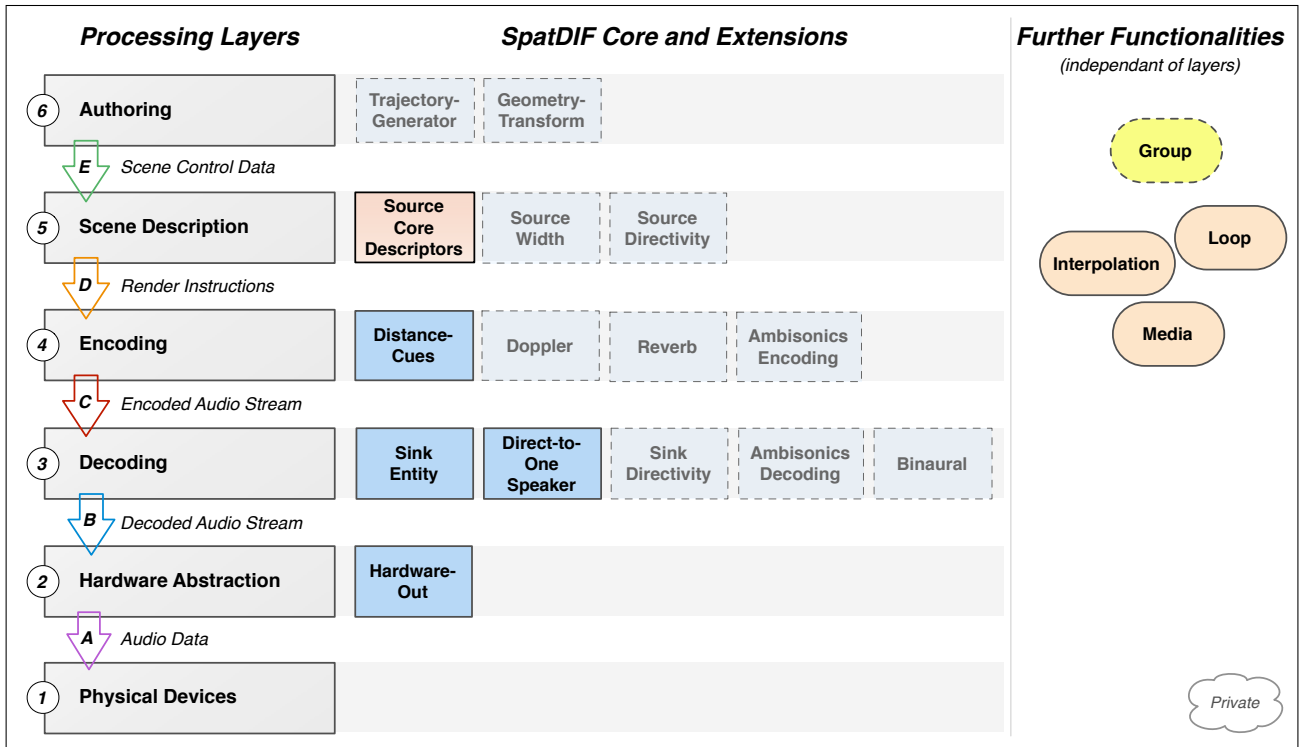 Processing Layers
SpatDIF Core and Extensions
Further Functionalities
(independant of layers)
6
Authoring
Trajectory-
Generator
Geometry-
Transform
Group
E
Scene Control Data
5
Scene Description
Source
Core
Descriptors
Source
Width
Source
Directivity
Loop
Interpolation
D
Render Instructions
Media
4
Encoding
Distance-
Cues
Doppler
Reverb
Ambisonics
Encoding
C
Encoded Audio Stream
3
Decoding
Sink
Entity
Direct-to-
One
Speaker
Sink
Directivity
Ambisonics
Decoding
Binaural
B
Decoded Audio Stream
2
Hardware Abstraction
Hardware-
Out
A
Audio Data
1
Physical Devices
Private